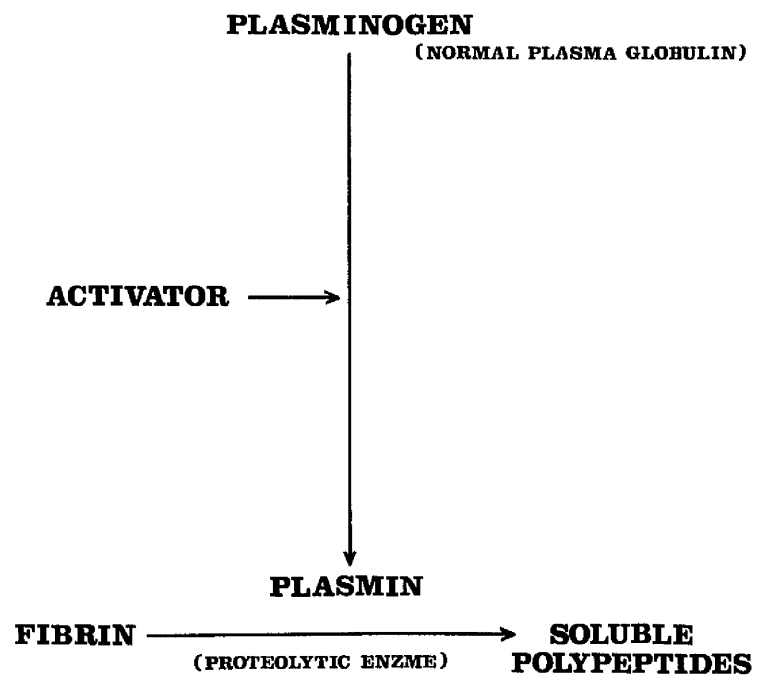 PLASMINOGEN
(NORMAL PLASMA GLOBULIN)
ACTIVATOR
PLASMIN
FIBRIN
(PROTEOLYTIC ENZME)
SOLUBLE
POLYPEPTIDES